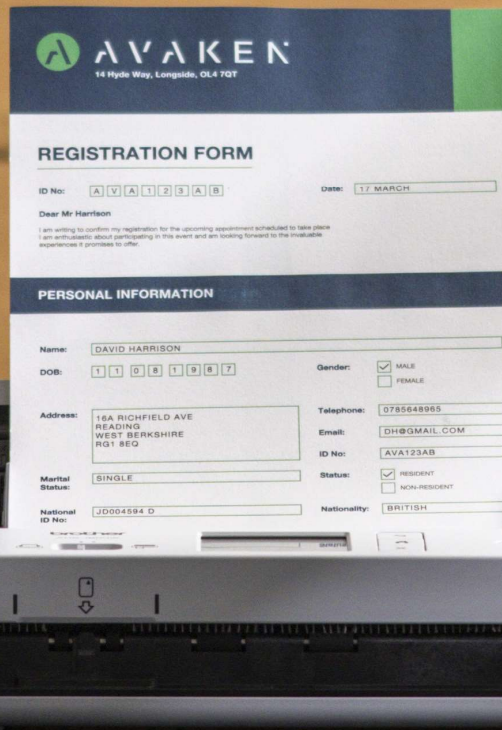 AVAKEN
14 Hyde Way, Longside, OL4 7QT
REGISTRATION FORM
ID No: A V A 1 2 3 A B
Date: 17 MARCH
Dear Mr Harrison
I am writing to confirm my registration for the upcoming appointment scheduled to take place
I am enthusiastic about participating in this event and am looking forward to the invaluable
experiences it promises to offer.
PERSONAL INFORMATION
Name: DAVID HARRISON
DOB: 1 1 0 8 1 9 8 7
Gender: MALE
FEMALE
Address: 16A RICHFIELD AVE
READING
WEST BERKSHIRE
RG1 8EQ
Telephone: 0785648965
Email: DH@GMAIL.COM
ID No: AVA123AB
Marital
Status: SINGLE
Status: RESIDENT
NON-RESIDENT
National
ID No: JD004594 D
Nationality: BRITISH
brother